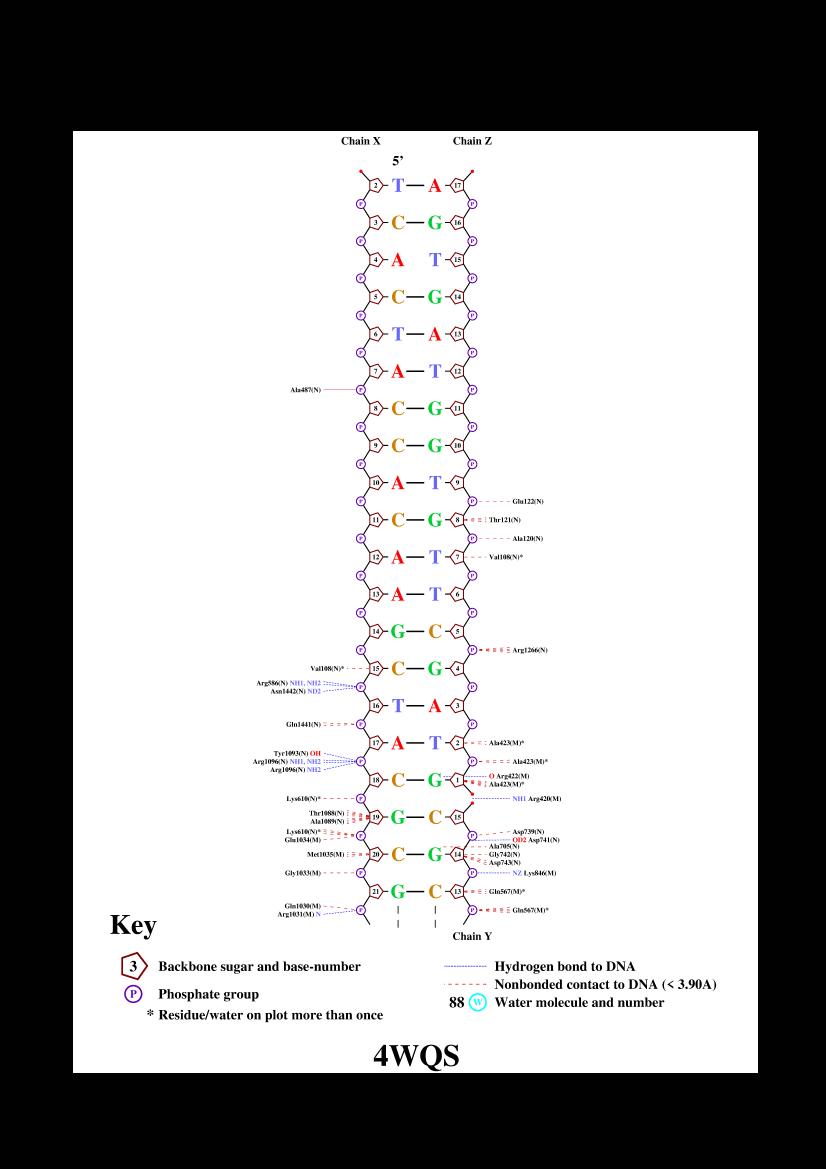 Chain X Chain Z
5’
2 T A 17
P P
3 C G 16
P P
4 A T 15
P P
5 C G 14
P P
6 T A 13
P P
7 A T 12
Ala487(N) P P
8 C G 11
P P
9 C G 10
P P
10 A T 9
P P Glu122(N)
11 C G 8 Thr121(N)
P P Ala120(N)
12 A T 7 Val108(N)*
P P
13 A T 6
P P
14 G C 5
P P Arg1266(N)
Val108(N)* 15 C G 4
Arg586(N) NH1, NH2 P P
Asn1442(N) ND2
16 T A 3
Gln1441(N) P P
17 A T 2 Ala423(M)*
Tyr1093(N) OH
Arg1096(N) NH1, NH2 P P Ala423(M)*
Arg1096(N) NH2
18 C G 1 O Arg422(M)
Ala423(M)*
Lys610(N)* P NH1 Arg420(M)
Thr1088(N) 19 G C 15
Ala1089(N)
Lys610(N)* P P Asp739(N)
Glu1034(M) OD2 Asp741(N)
Ala705(N)
Met1035(M) 20 C G 14 Gly742(N)
Asp743(N)
Gly1033(M) P P NZ Lys846(M)
21 G C 13 Gln567(M)*
Gln1030(M) P P Gln567(M)*
Arg1031(M) N
Key
Chain Y
3 Backbone sugar and base-number
P Phosphate group
* Residue/water on plot more than once
Hydrogen bond to DNA
Nonbonded contact to DNA (< 3.90A)
88 W Water molecule and number
4WQS